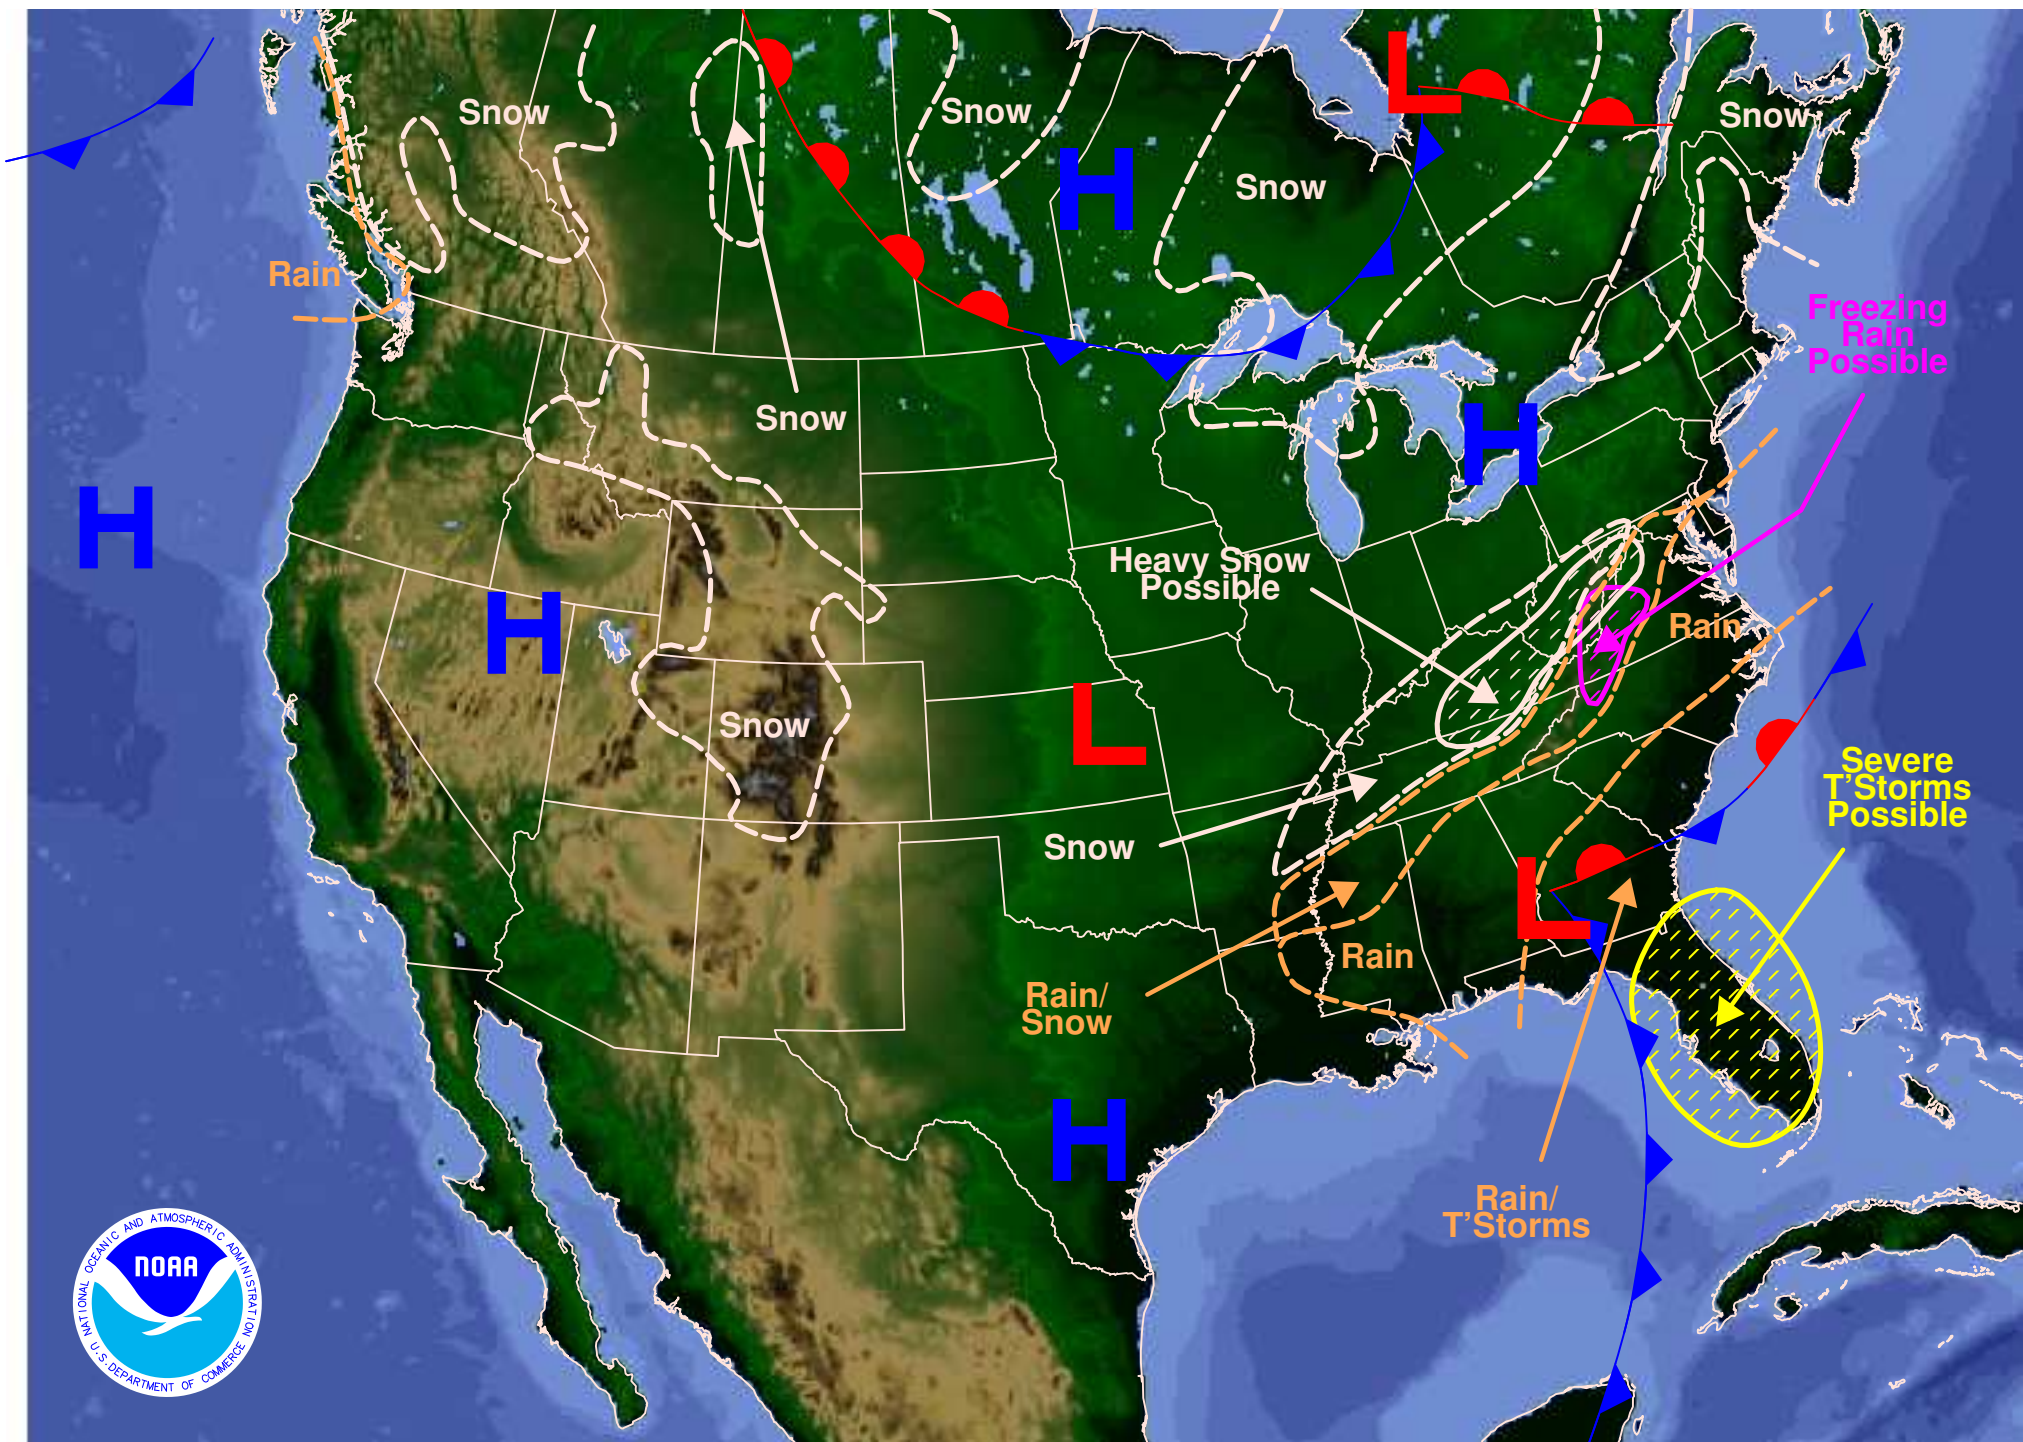 Snow
Snow
Snow
Snow
L
H
Rain
Freezing
Rain
Possible
Snow
H
H
Heavy Snow
Possible
H
Rain
L
Snow
Severe
T'Storms
Possible
Snow
L
Rain
Rain/
Snow
H
Rain/
T'Storms
NATIONAL OCEANIC AND ATMOSPHERIC ADMINISTRATION
NOAA
U.S. DEPARTMENT OF COMMERCE